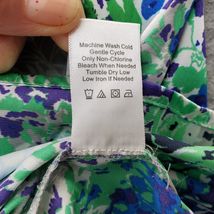 Machine Wash Cold
Gentle Cycle
Only Non-Chlorine
Bleach When Needed
Tumble Dry Low
Low Iron If Needed